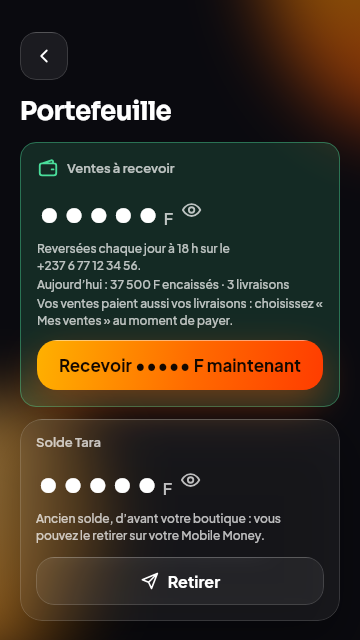 Portefeuille
Ventes à recevoir
●●●●● F
Reversées chaque jour à 18 h sur le
+237 6 77 12 34 56.
Aujourd’hui : 37 500 F encaissés · 3 livraisons
Vos ventes paient aussi vos livraisons : choisissez «
Mes ventes » au moment de payer.
Recevoir ●●●●● F maintenant
Solde Tara
●●●●● F
Ancien solde, d’avant votre boutique : vous
pouvez le retirer sur votre Mobile Money.
Retirer